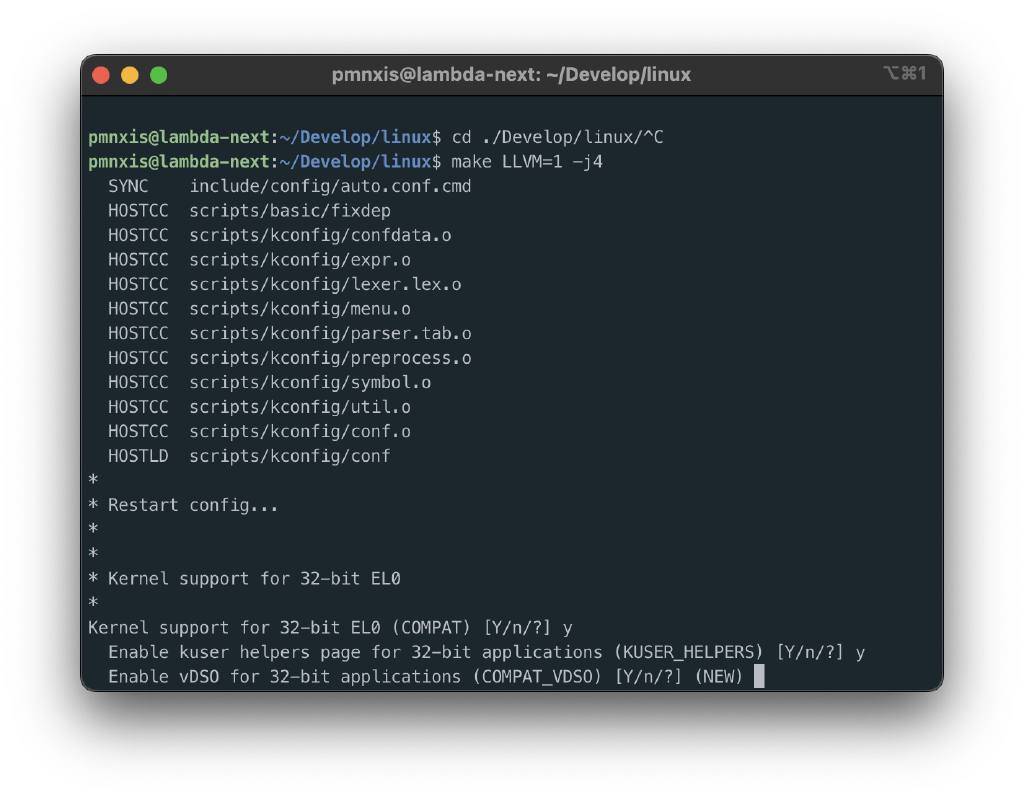 pmnxis@lambda-next: ~/Develop/linux ⌥⌘1
pmnxis@lambda-next:~/Develop/linux$ cd ./Develop/linux/^C
pmnxis@lambda-next:~/Develop/linux$ make LLVM=1 -j4
  SYNC    include/config/auto.conf.cmd
  HOSTCC  scripts/basic/fixdep
  HOSTCC  scripts/kconfig/confdata.o
  HOSTCC  scripts/kconfig/expr.o
  HOSTCC  scripts/kconfig/lexer.lex.o
  HOSTCC  scripts/kconfig/menu.o
  HOSTCC  scripts/kconfig/parser.tab.o
  HOSTCC  scripts/kconfig/preprocess.o
  HOSTCC  scripts/kconfig/symbol.o
  HOSTCC  scripts/kconfig/util.o
  HOSTCC  scripts/kconfig/conf.o
  HOSTLD  scripts/kconfig/conf
*
* Restart config...
*
*
* Kernel support for 32-bit EL0
*
Kernel support for 32-bit EL0 (COMPAT) [Y/n/?] y
  Enable kuser helpers page for 32-bit applications (KUSER_HELPERS) [Y/n/?] y
  Enable vDSO for 32-bit applications (COMPAT_VDSO) [Y/n/?] (NEW)